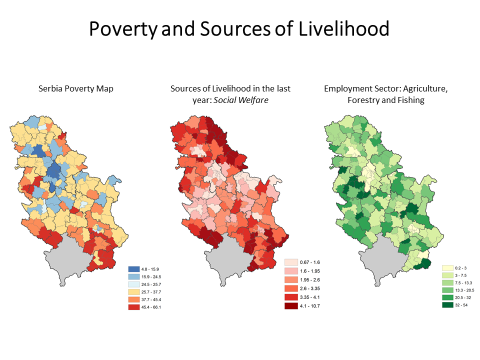 Poverty and Sources of Livelihood
Serbia Poverty Map
Sources of Livelihood in the last
year: Social Welfare
Employment Sector: Agriculture,
Forestry and Fishing
4.8 - 15.9
15.9 - 24.5
24.5 - 25.7
25.7 - 37.7
37.7 - 45.4
45.4 - 66.1
0.67 - 1.6
1.6 - 1.95
1.95 - 2.6
2.6 - 3.35
3.35 - 4.1
4.1 - 10.7
0.2 - 3
3 - 7.5
7.5 - 13.3
13.3 - 20.5
20.5 - 32
32 - 54